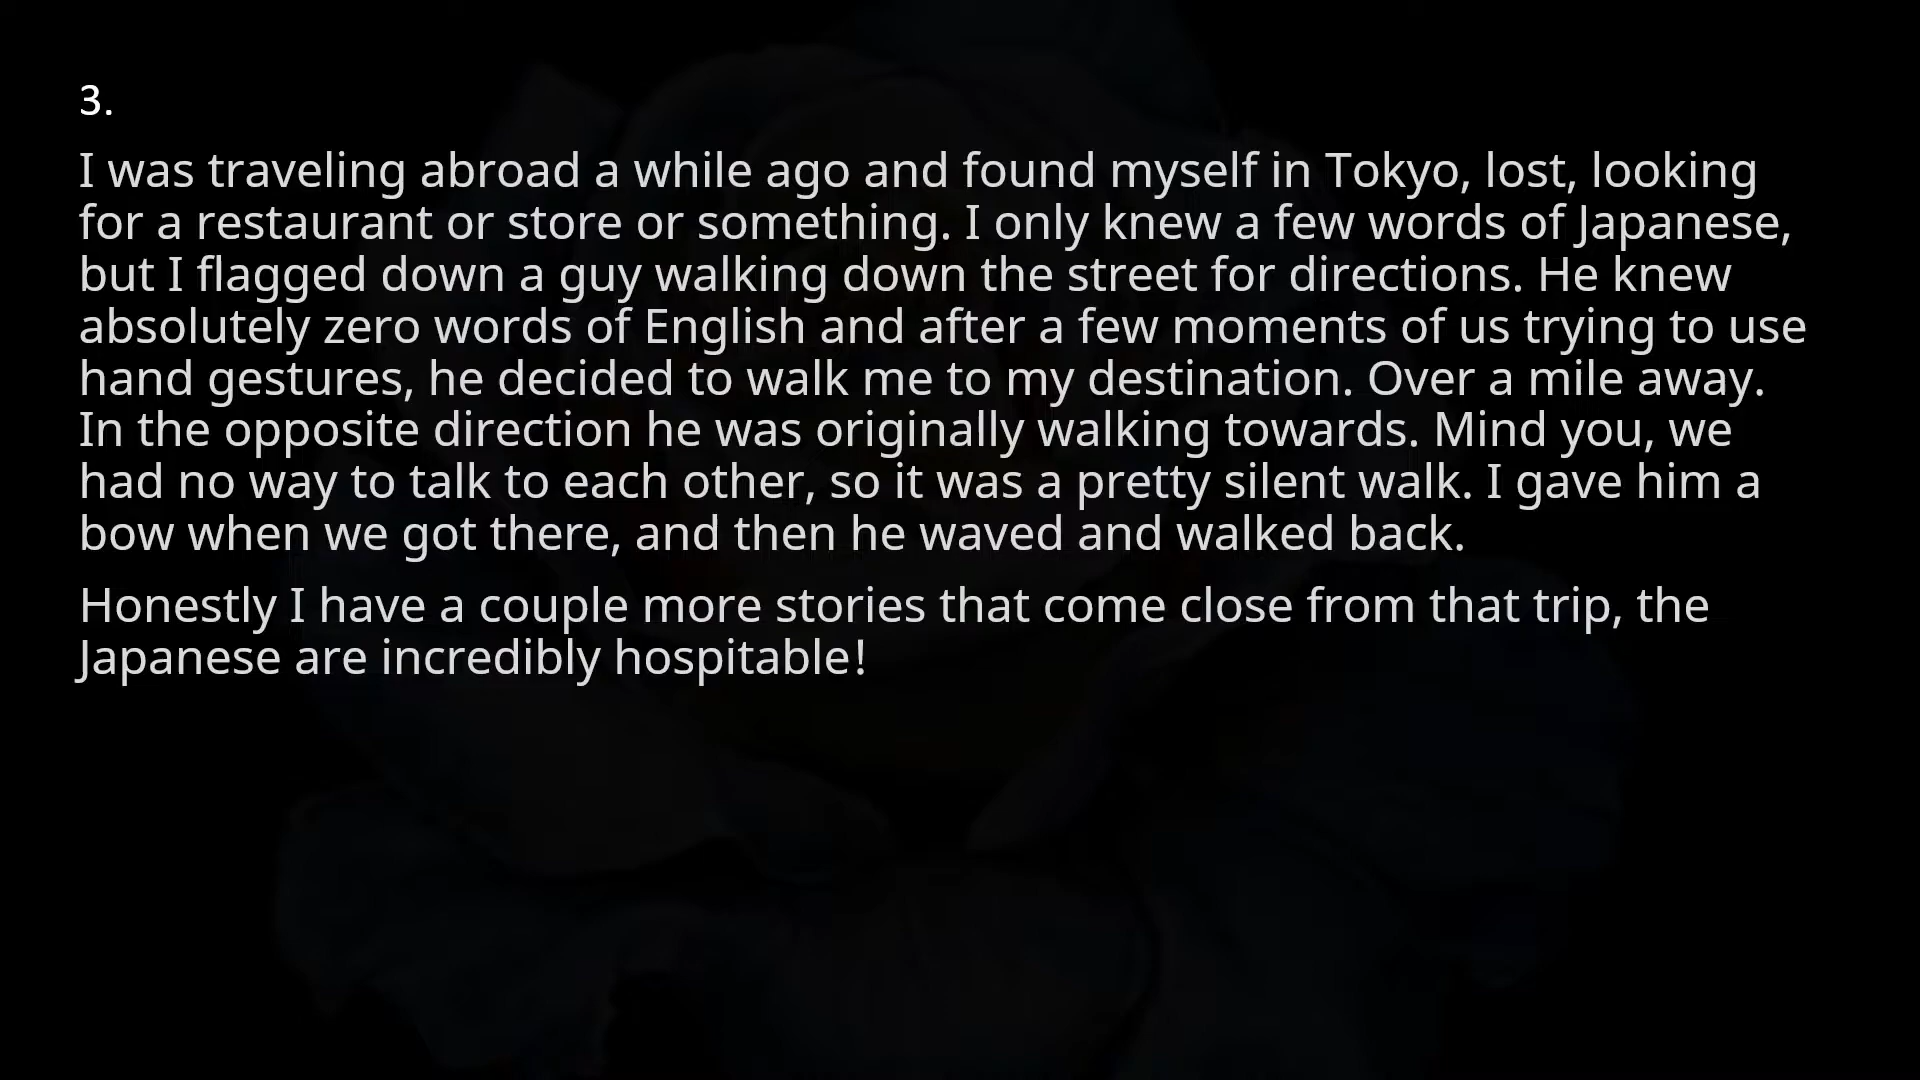 3.
I was traveling abroad a while ago and found myself in Tokyo, lost, looking
for a restaurant or store or something. I only knew a few words of Japanese,
but I flagged down a guy walking down the street for directions. He knew
absolutely zero words of English and after a few moments of us trying to use
hand gestures, he decided to walk me to my destination. Over a mile away.
In the opposite direction he was originally walking towards. Mind you, we
had no way to talk to each other, so it was a pretty silent walk. I gave him a
bow when we got there, and then he waved and walked back.
Honestly I have a couple more stories that come close from that trip, the
Japanese are incredibly hospitable!